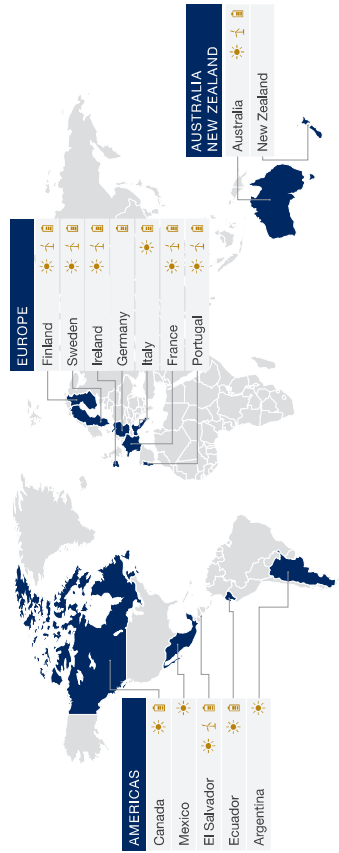 AMERICAS
Canada
Mexico
El Salvador
Ecuador
Argentina
EUROPE
Finland
Sweden
Ireland
Germany
Italy
France
Portugal
AUSTRALIA
NEW ZEALAND
Australia
New Zealand